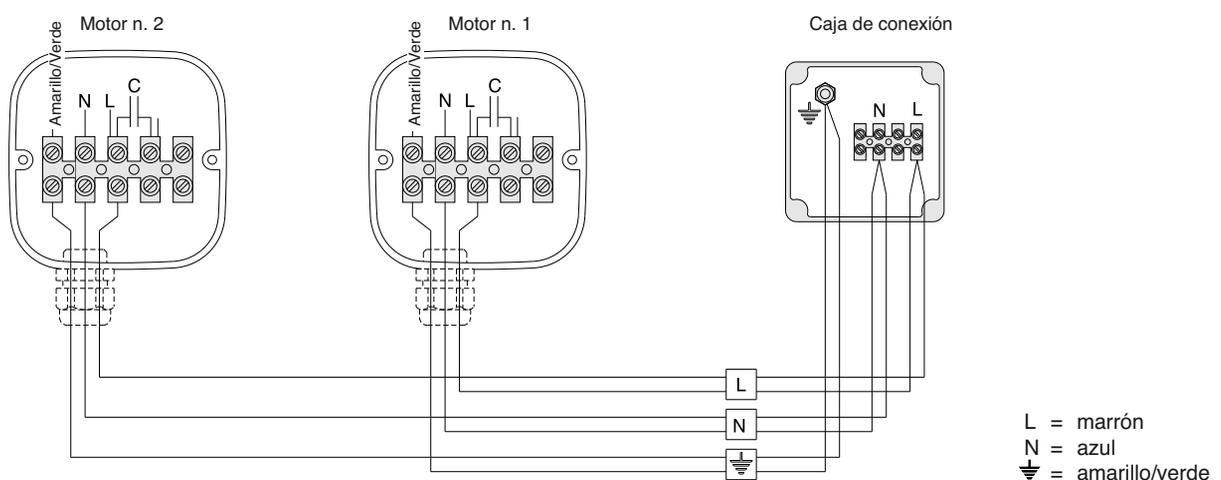 Motor n. 2
Motor n. 1
Caja de conexión
Amarillo/Verde
N
L
C
Amarillo/Verde
N
L
C
N
L
L
N
L = marrón
N = azul
= amarillo/verde